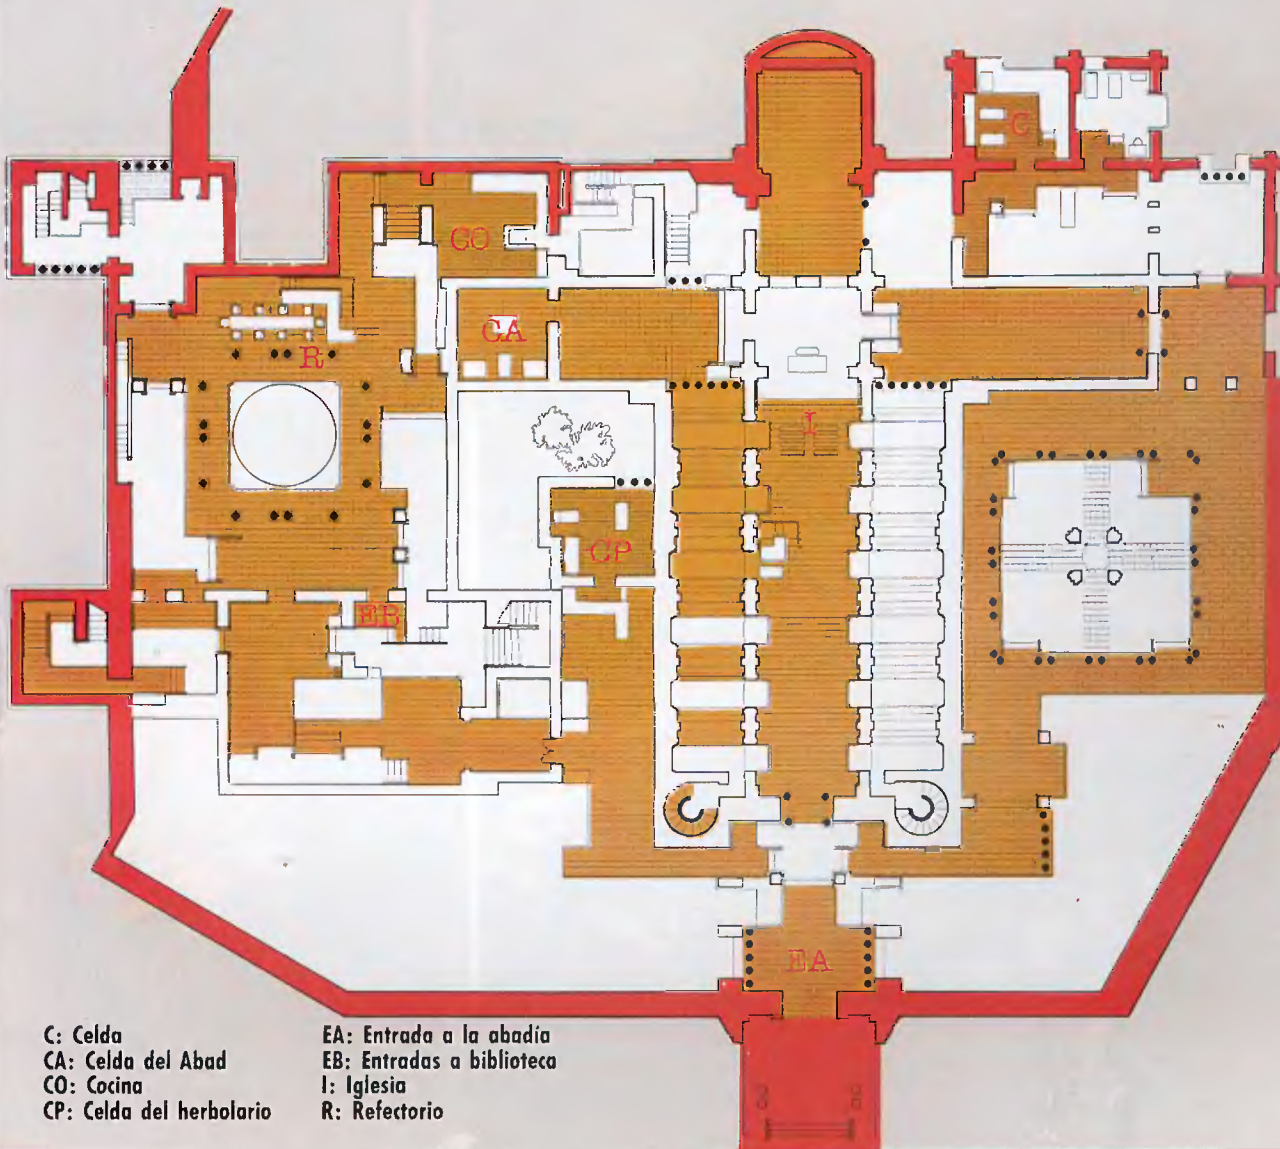 C
CO
CA
R
I
CP
EB
EA
C: Celda
CA: Celda del Abad
CO: Cocina
CP: Celda del herbolario
EA: Entrada a la abadía
EB: Entradas a biblioteca
I: Iglesia
R: Refectorio